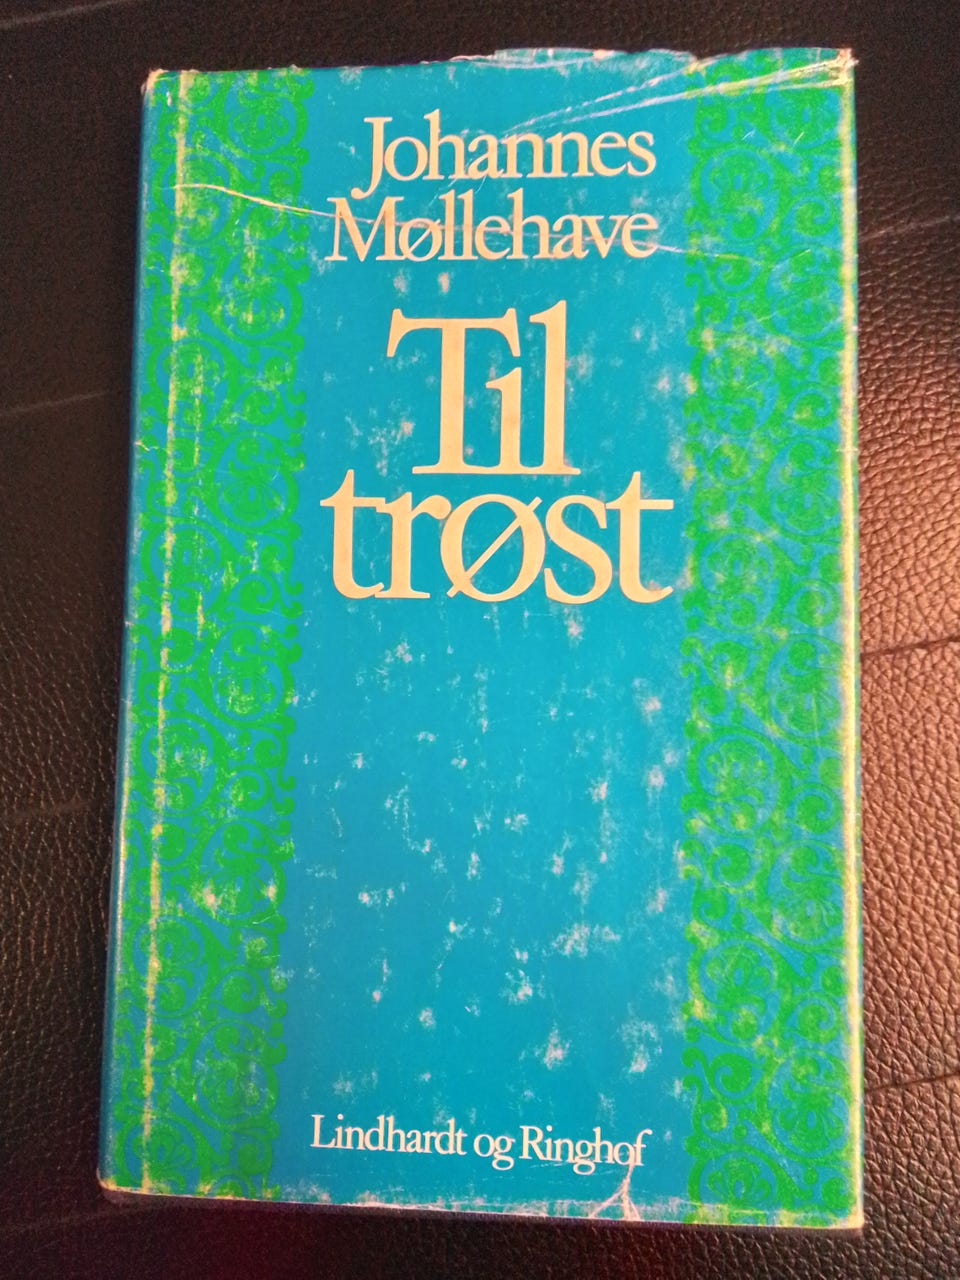 Johannes
Møllehave
Til
trøst
Lindhardt og Ringhof